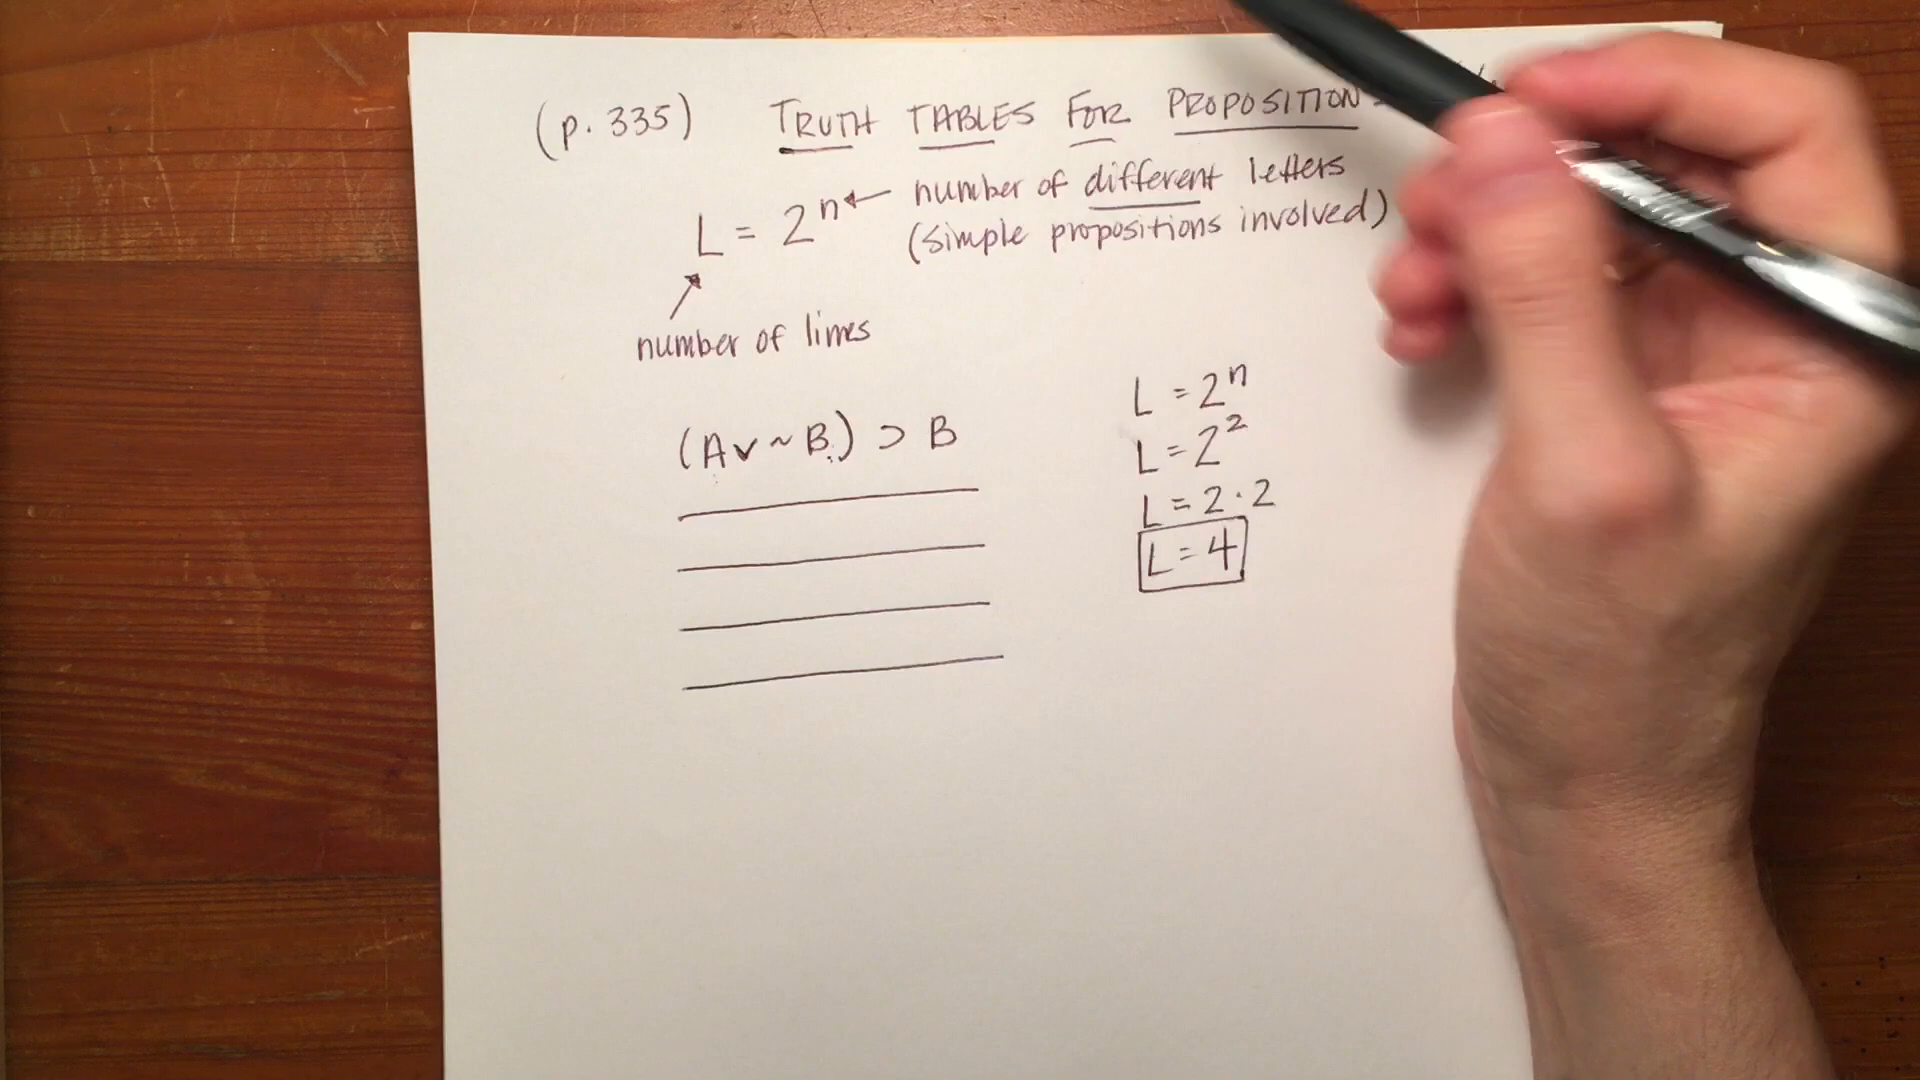 (p. 335) TRUTH TABLES FOR PROPOSITION
L = 2ⁿ ← number of different letters
(simple propositions involved)
number of lines
(A v ~ B) ⊃ B
L = 2ⁿ
L = 2²
L = 2 · 2
L = 4